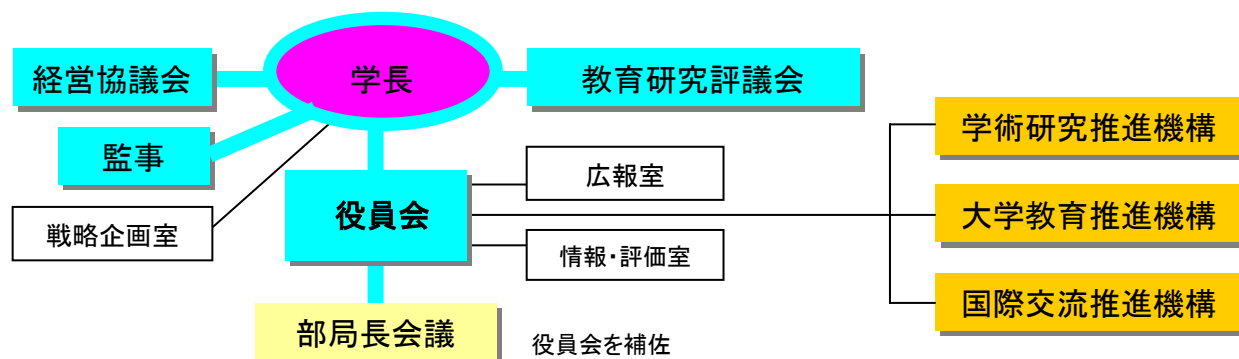 学長
経営協議会
教育研究評議会
監事
学術研究推進機構
広報室
役員会
大学教育推進機構
戦略企画室
情報・評価室
国際交流推進機構
部局長会議
役員会を補佐